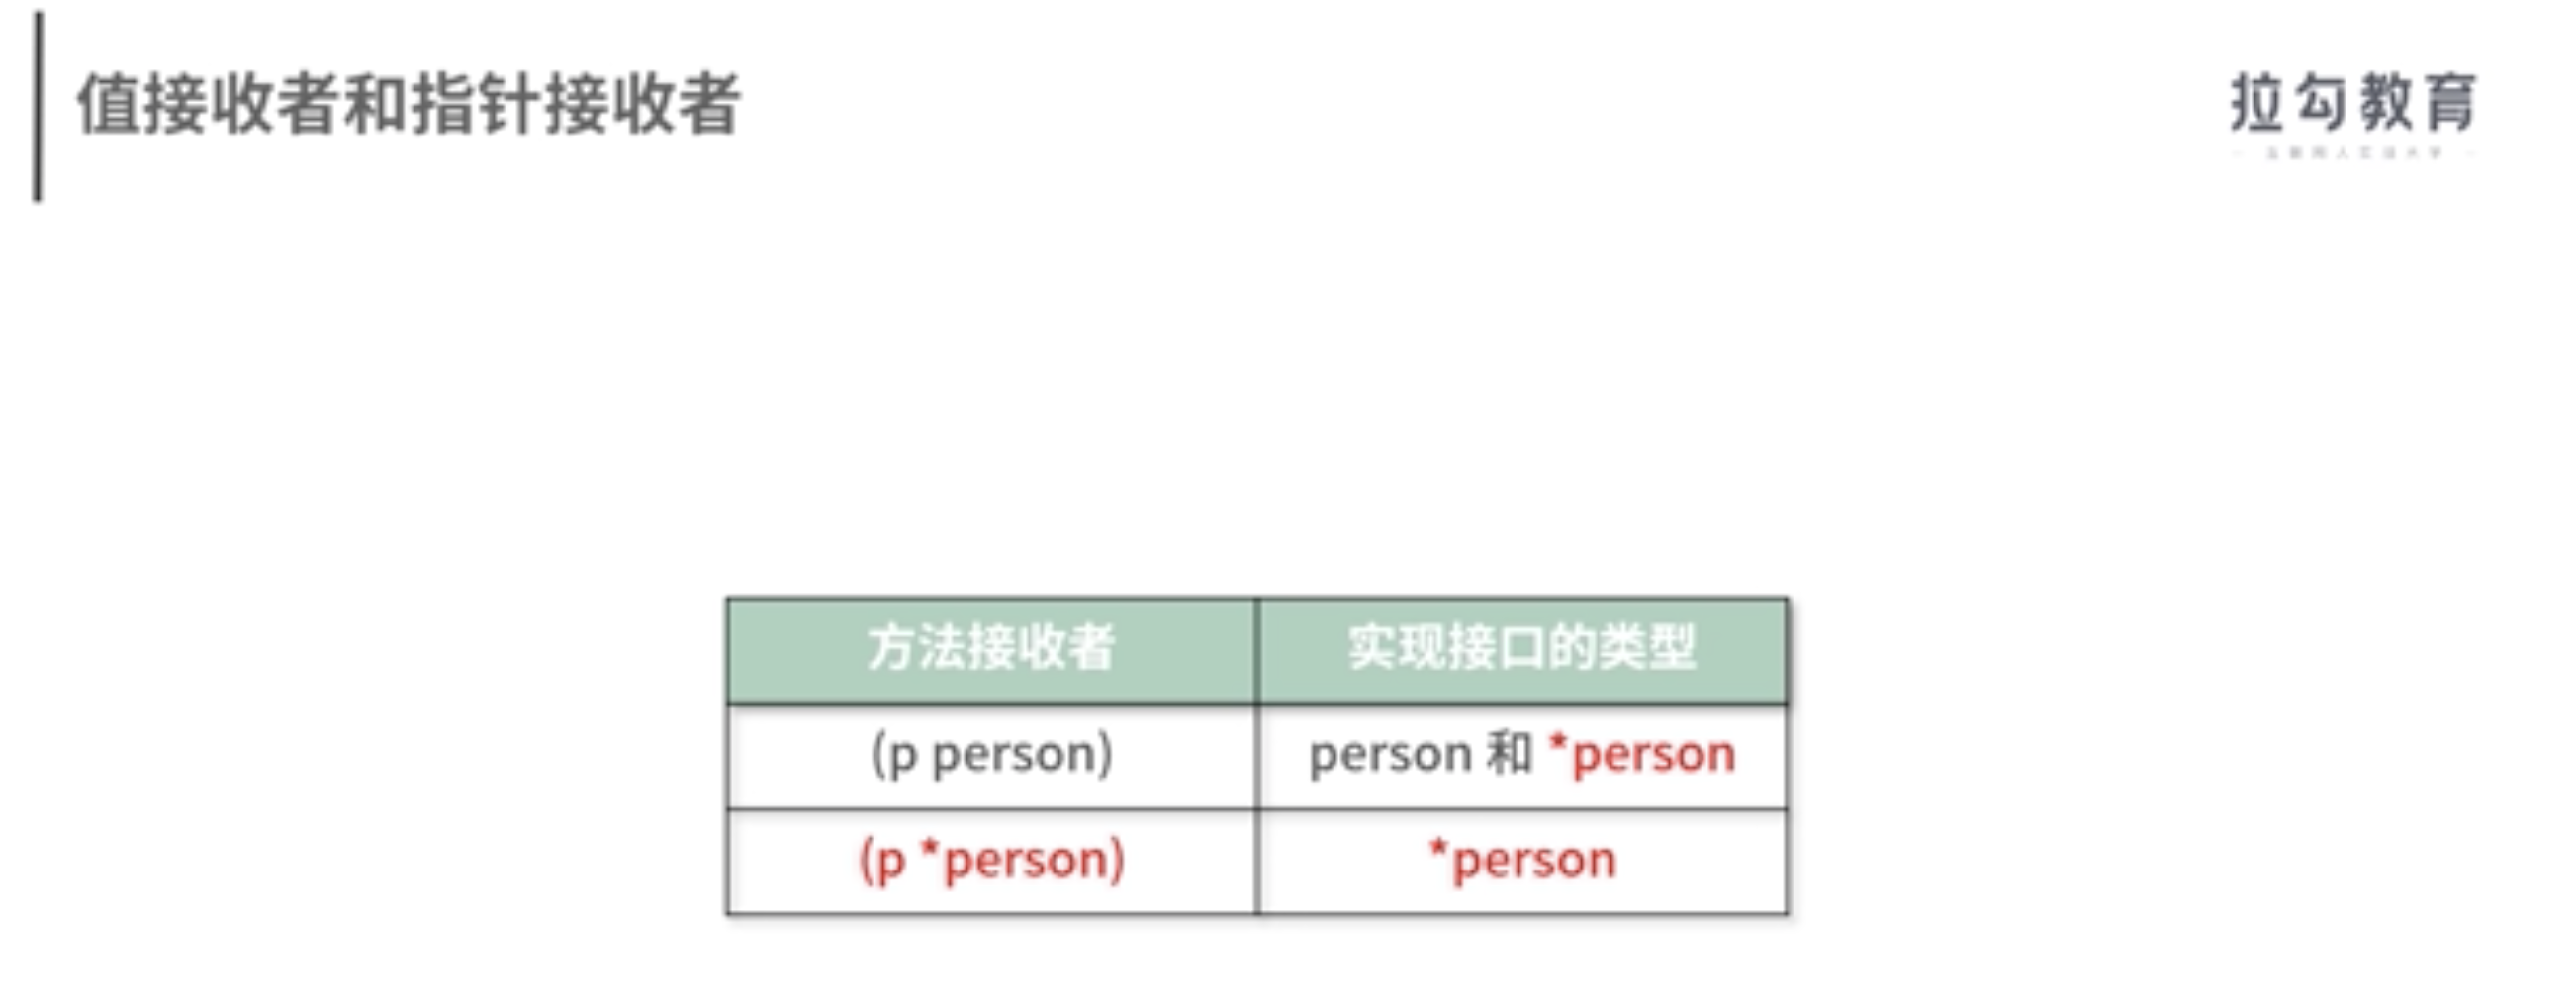 值接收者和指针接收者
拉勾教育
方法接收者 实现接口的类型
(p person) person 和 *person
(p *person) *person